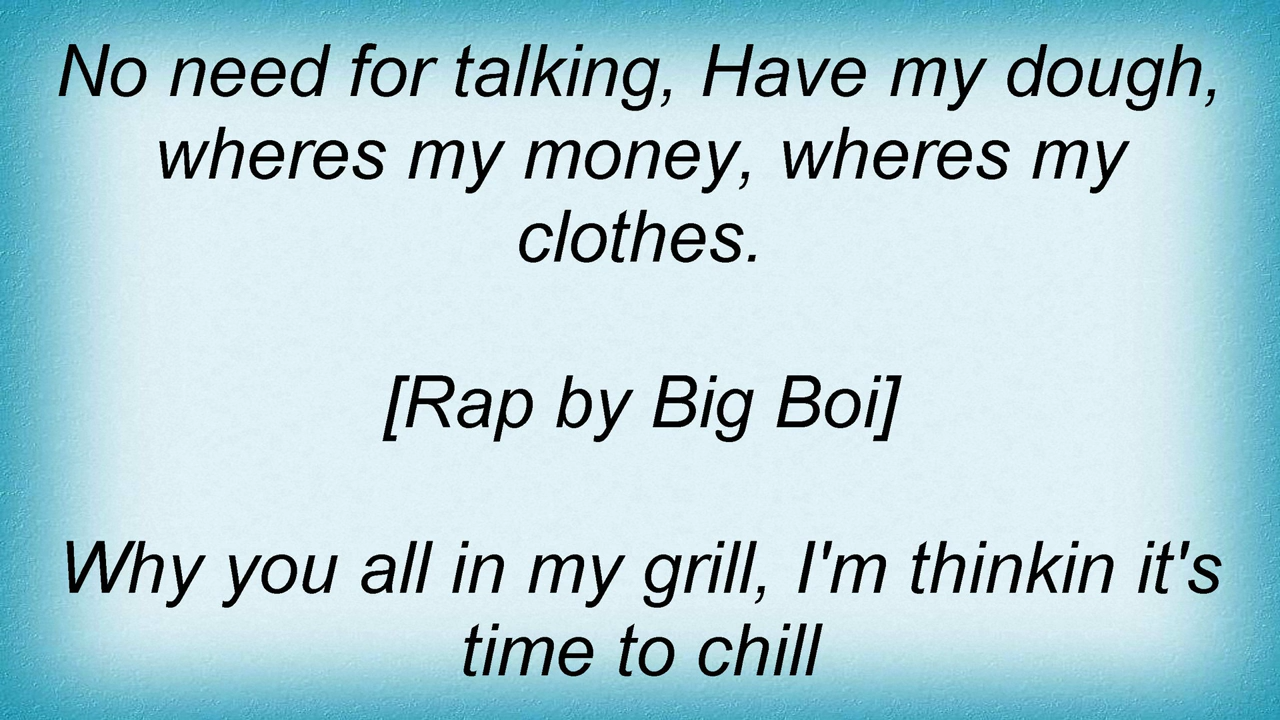 No need for talking, Have my dough,
wheres my money, wheres my
clothes.
[Rap by Big Boi]
Why you all in my grill, I'm thinkin it's
time to chill